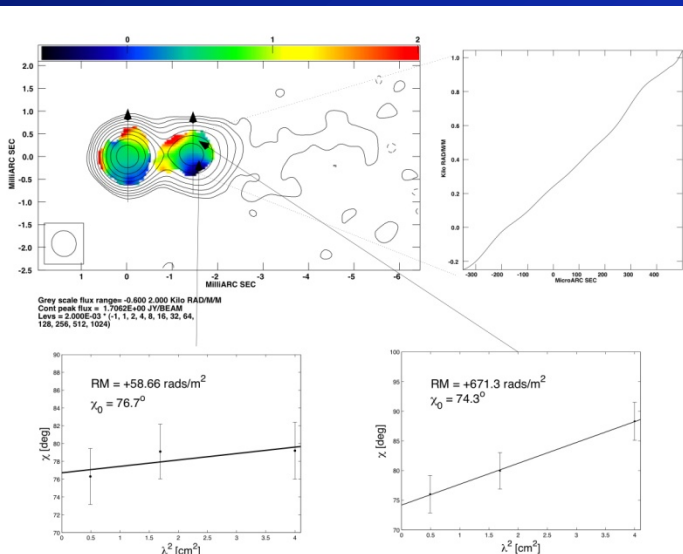 0 1 2
2.0
1.5
1.0
0.5
0.0
-0.5
-1.0
-1.5
-2.0
-2.5
MilliARC SEC
1 0 -1 -2 -3 -4 -5 -6
MilliARC SEC
Grey scale flux range= -0.600 2.000 Kilo RAD/M/M
Cont peak flux = 1.7062E+00 JY/BEAM
Levs = 2.000E-03 * (-1, 1, 2, 4, 8, 16, 32, 64,
128, 256, 512, 1024)
1.0
0.8
0.6
0.4
0.2
0.0
-0.2
Kilo RAD/M/M
-300 -200 -100 0 100 200 300 400
MicroARC SEC
RM = +58.66 rads/m²
χ₀ = 76.7°
90
88
86
84
82
80
78
76
74
72
70
χ [deg]
0 0.5 1 1.5 2 2.5 3 3.5 4
λ² [cm²]
RM = +671.3 rads/m²
χ₀ = 74.3°
100
95
90
85
80
75
70
χ [deg]
0 0.5 1 1.5 2 2.5 3 3.5 4
λ² [cm²]